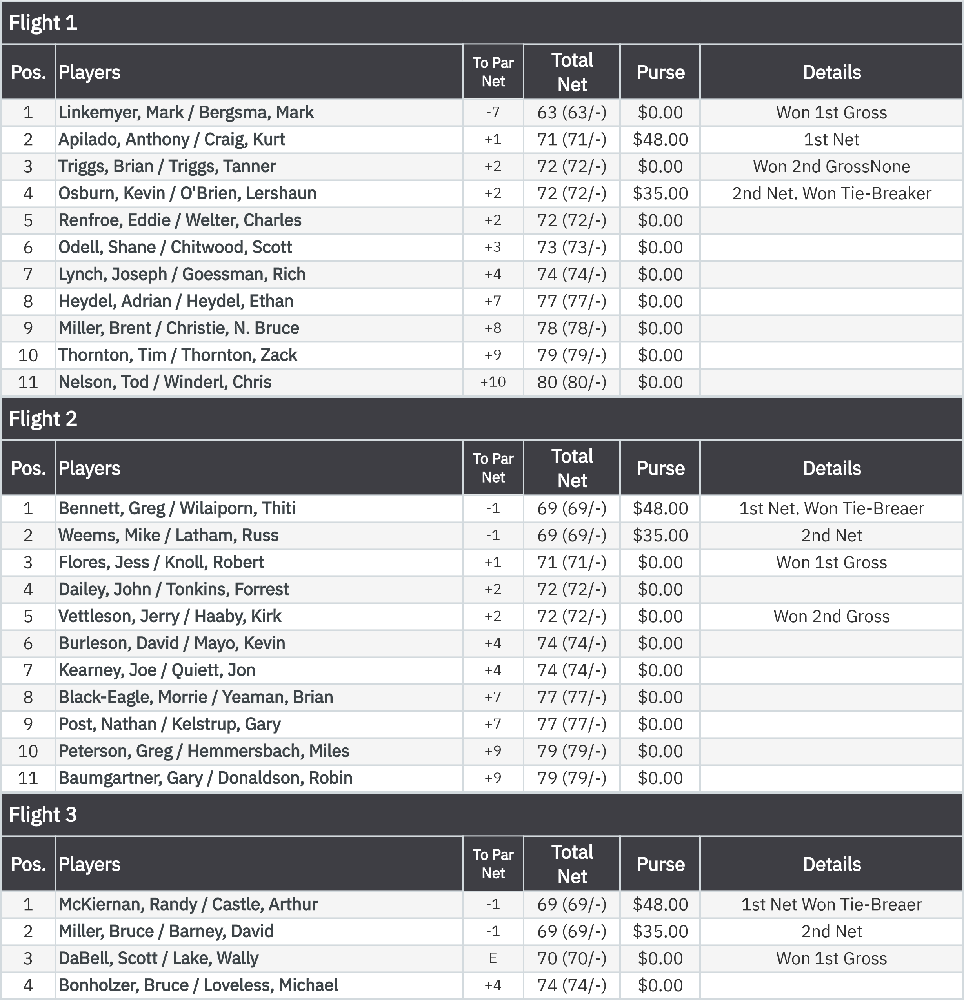 Flight 1
Pos. Players To Par Net Total Net Purse Details
1 Linkemyer, Mark / Bergsma, Mark -7 63 (63/-) $0.00 Won 1st Gross
2 Apilado, Anthony / Craig, Kurt +1 71 (71/-) $48.00 1st Net
3 Triggs, Brian / Triggs, Tanner +2 72 (72/-) $0.00 Won 2nd GrossNone
4 Osburn, Kevin / O'Brien, Lershaun +2 72 (72/-) $35.00 2nd Net. Won Tie-Breaker
5 Renfroe, Eddie / Welter, Charles +2 72 (72/-) $0.00
6 Odell, Shane / Chitwood, Scott +3 73 (73/-) $0.00
7 Lynch, Joseph / Goessman, Rich +4 74 (74/-) $0.00
8 Heydel, Adrian / Heydel, Ethan +7 77 (77/-) $0.00
9 Miller, Brent / Christie, N. Bruce +8 78 (78/-) $0.00
10 Thornton, Tim / Thornton, Zack +9 79 (79/-) $0.00
11 Nelson, Tod / Winderl, Chris +10 80 (80/-) $0.00
Flight 2
Pos. Players To Par Net Total Net Purse Details
1 Bennett, Greg / Wilaiporn, Thiti -1 69 (69/-) $48.00 1st Net. Won Tie-Breaer
2 Weems, Mike / Latham, Russ -1 69 (69/-) $35.00 2nd Net
3 Flores, Jess / Knoll, Robert +1 71 (71/-) $0.00 Won 1st Gross
4 Dailey, John / Tonkins, Forrest +2 72 (72/-) $0.00
5 Vettleson, Jerry / Haaby, Kirk +2 72 (72/-) $0.00 Won 2nd Gross
6 Burleson, David / Mayo, Kevin +4 74 (74/-) $0.00
7 Kearney, Joe / Quiett, Jon +4 74 (74/-) $0.00
8 Black-Eagle, Morrie / Yeaman, Brian +7 77 (77/-) $0.00
9 Post, Nathan / Kelstrup, Gary +7 77 (77/-) $0.00
10 Peterson, Greg / Hemmersbach, Miles +9 79 (79/-) $0.00
11 Baumgartner, Gary / Donaldson, Robin +9 79 (79/-) $0.00
Flight 3
Pos. Players To Par Net Total Net Purse Details
1 McKiernan, Randy / Castle, Arthur -1 69 (69/-) $48.00 1st Net Won Tie-Breaer
2 Miller, Bruce / Barney, David -1 69 (69/-) $35.00 2nd Net
3 DaBell, Scott / Lake, Wally E 70 (70/-) $0.00 Won 1st Gross
4 Bonholzer, Bruce / Loveless, Michael +4 74 (74/-) $0.00